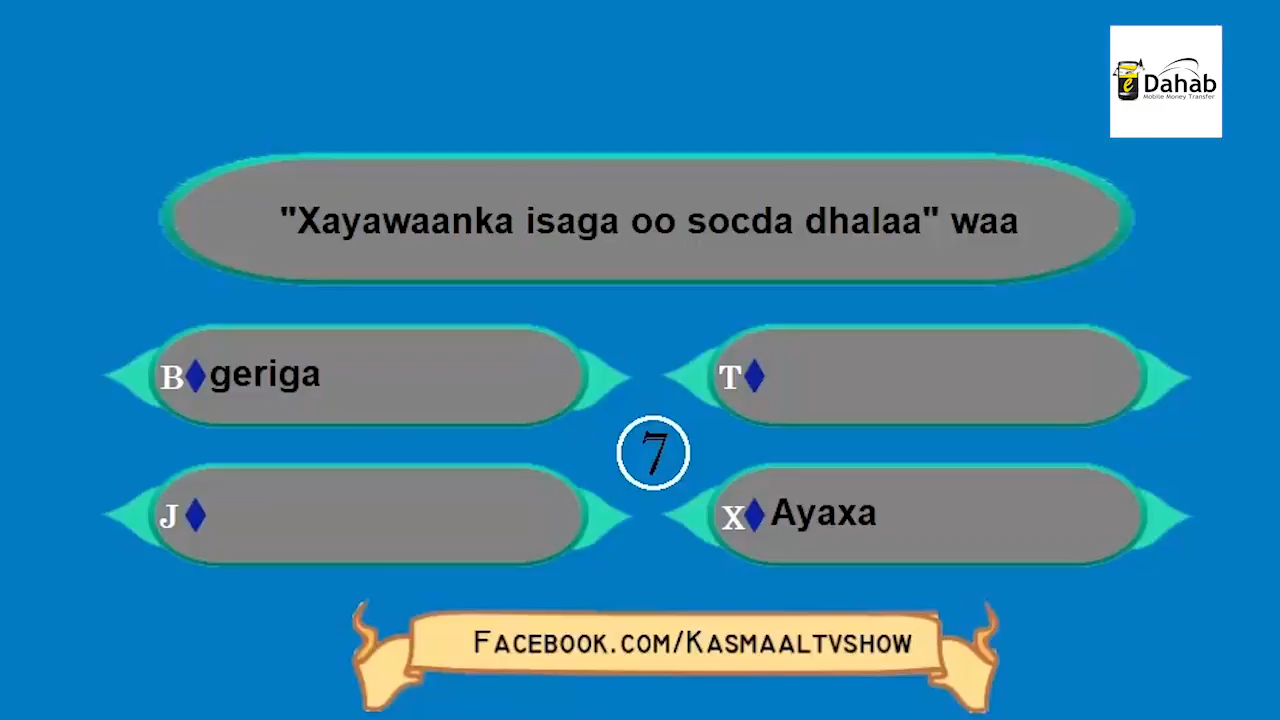 e Dahab
Mobile Money Transfer
"Xayawaanka isaga oo socda dhalaa" waa
B geriga
T
7
J
X Ayaxa
Facebook.com/Kasmaaltvshow